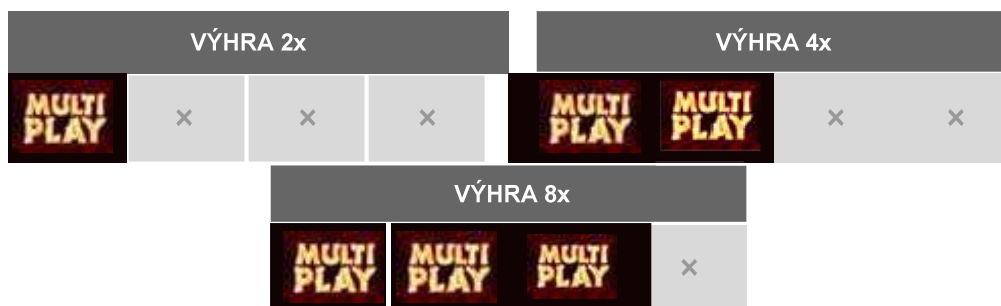 VÝHRA 2x
VÝHRA 4x
MULTI PLAY × × ×
MULTI PLAY MULTI PLAY × ×
VÝHRA 8x
MULTI PLAY MULTI PLAY MULTI PLAY ×